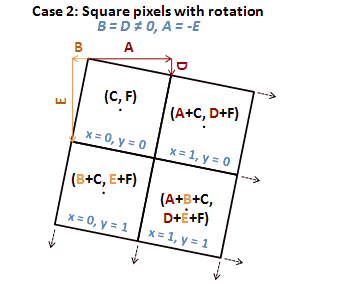 Case 2: Square pixels with rotation
B = D ≠ 0, A = -E
B
A
D
E
(C, F)
x = 0, y = 0
(A+C, D+F)
x = 1, y = 0
(B+C, E+F)
x = 0, y = 1
(A+B+C,
D+E+F)
x = 1, y = 1